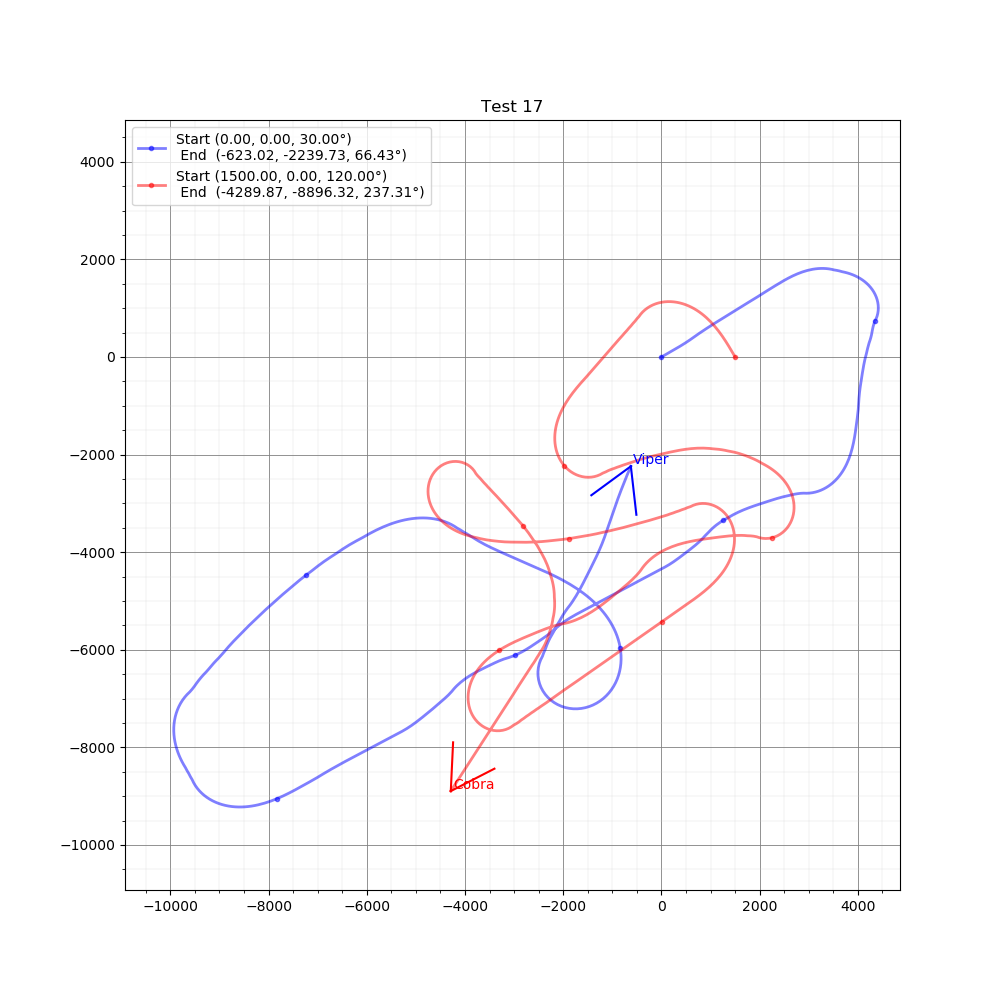 Test 17
Start (0.00, 0.00, 30.00°)
End (-623.02, -2239.73, 66.43°)
Start (1500.00, 0.00, 120.00°)
End (-4289.87, -8896.32, 237.31°)
4000
2000
0
−2000
−4000
−6000
−8000
−10000
Viper
Cobra
−10000 −8000 −6000 −4000 −2000 0 2000 4000